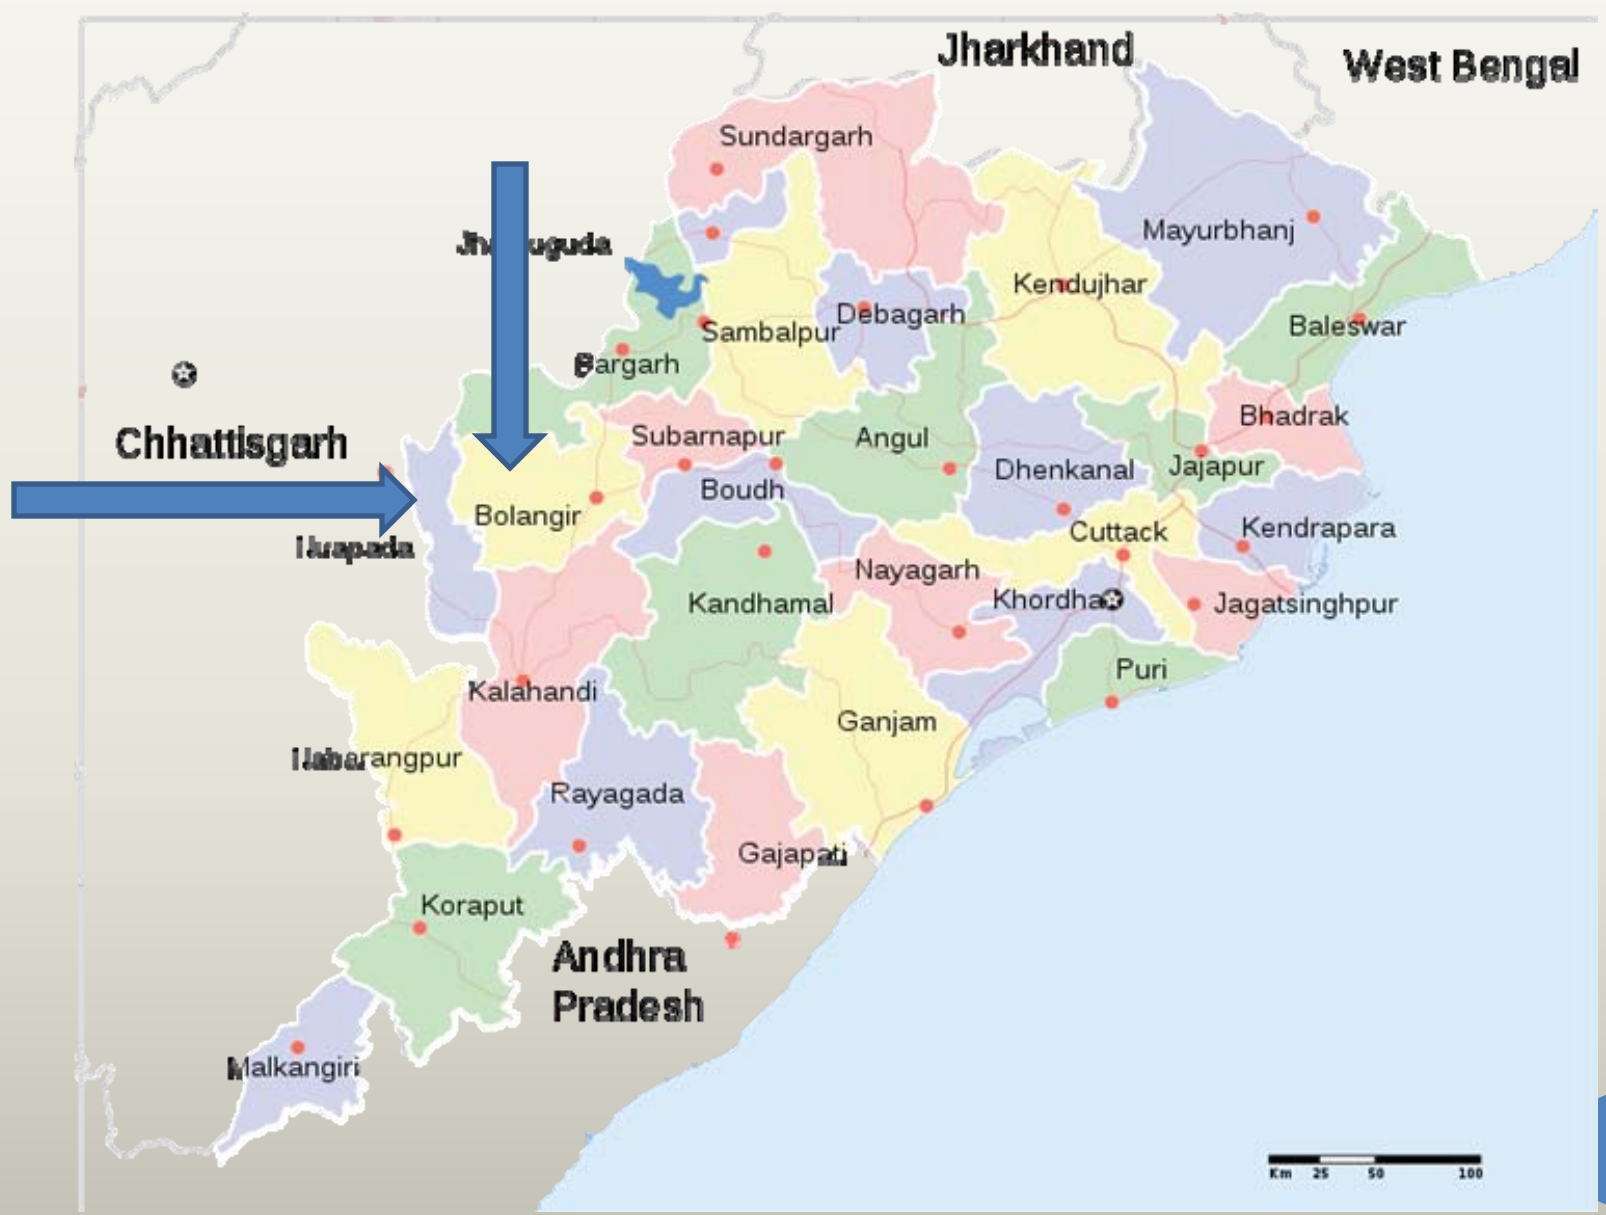 Jharkhand
West Bengal
Sundargarh
Mayurbhanj
Kendujhar
Debagarh
Baleswar
Sambalpur
Bargarh
Bhadrak
Chhattisgarh
Subarnapur
Angul
Dhenkanal
Jajapur
Boudh
Bolangir
Cuttack
Kendrapara
Nayagarh
Kandhamal
Khordha
Jagatsinghpur
Puri
Kalahandi
Ganjam
Rayagada
Gajapati
Koraput
Andhra
Pradesh
Malkangiri
Km 25 50 100